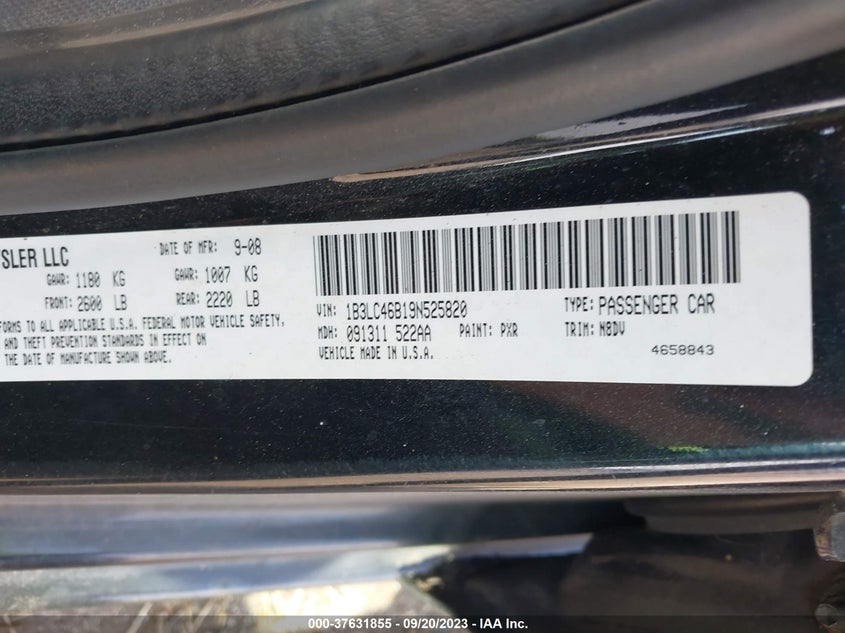 SLER LLC
DATE OF MFR: 9-08
GAWR: 1180 KG
GAWR: 1007 KG
FRONT: 2600 LB
REAR: 2220 LB
FORMS TO ALL APPLICABLE U.S.A. FEDERAL MOTOR VEHICLE SAFETY,
AND THEFT PREVENTION STANDARDS IN EFFECT ON
THE DATE OF MANUFACTURE SHOWN ABOVE.
VIN: 1B3LC46B19N525820
TYPE: PASSENGER CAR
MDH: 091311 522AA
PAINT: PXR
TRIM: N8DV
VEHICLE MADE IN U.S.A.
4658843
000-37631855 - 09/20/2023 - IAA Inc.